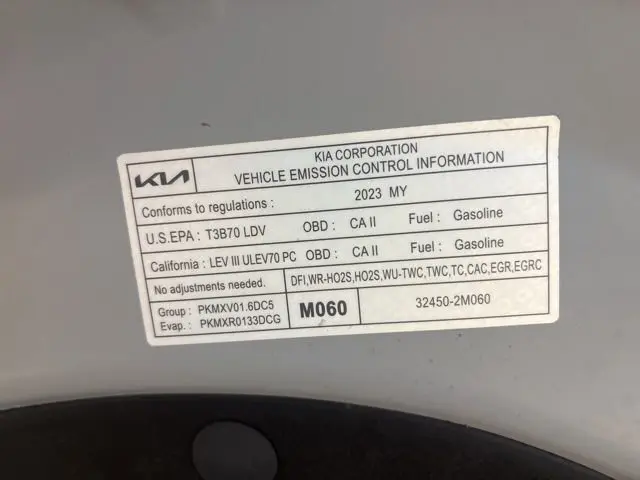 KIA
KIA CORPORATION
VEHICLE EMISSION CONTROL INFORMATION
Conforms to regulations : 2023 MY
U.S.EPA : T3B70 LDV OBD : CA II Fuel : Gasoline
California : LEV III ULEV70 PC OBD : CA II Fuel : Gasoline
No adjustments needed. DFI,WR-HO2S,HO2S,WU-TWC,TWC,TC,CAC,EGR,EGRC
Group : PKMXV01.6DC5
Evap. : PKMXR0133DCG
M060
32450-2M060